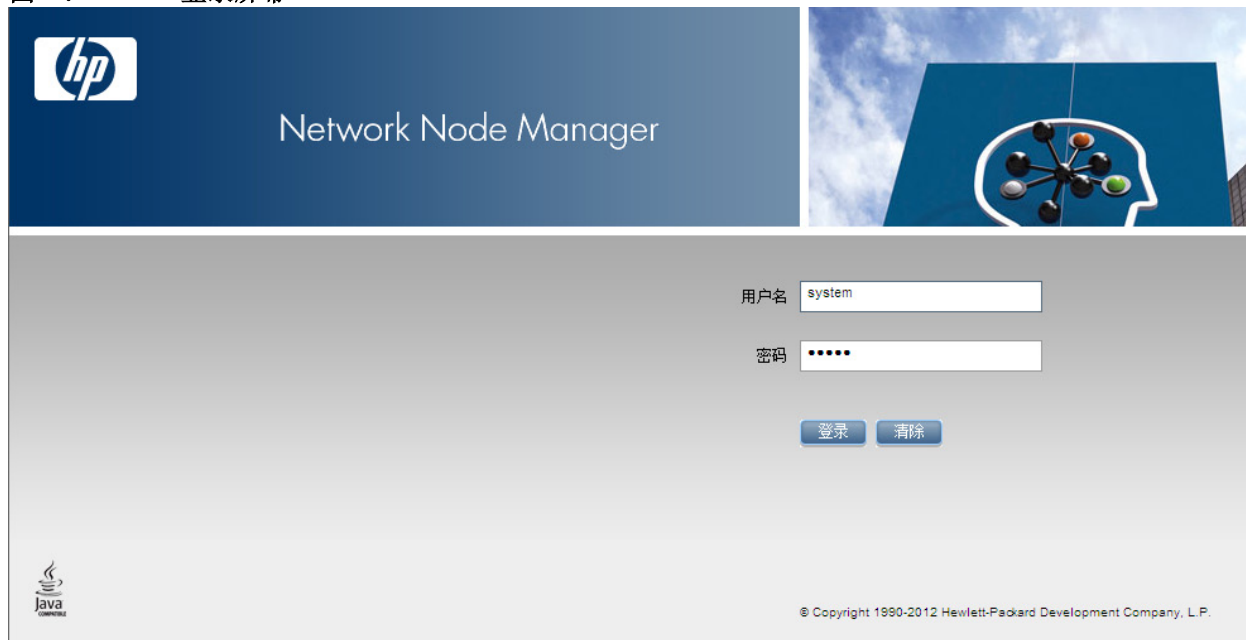 hp
Network Node Manager
用户名 system
密码 •••••
登录 清除
Java
COMPATIBLE
© Copyright 1990-2012 Hewlett-Packard Development Company, L.P.